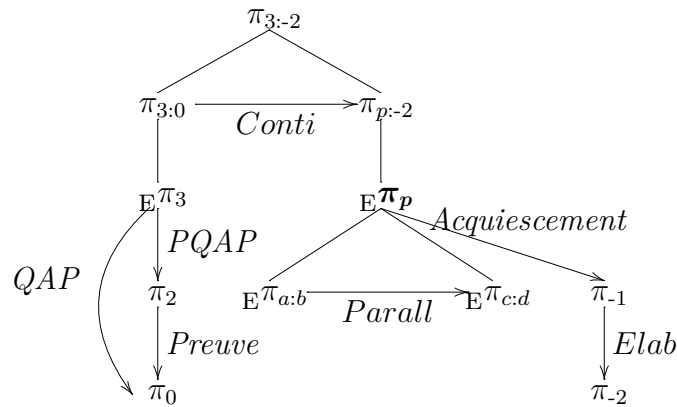 π3:-2
π3:0 Conti πp:-2
Eπ3 Eπp
Acquiescement
QAP PQAP
π2 Eπa:b Parall Eπc:d π-1
Preuve Elab
π0 π-2